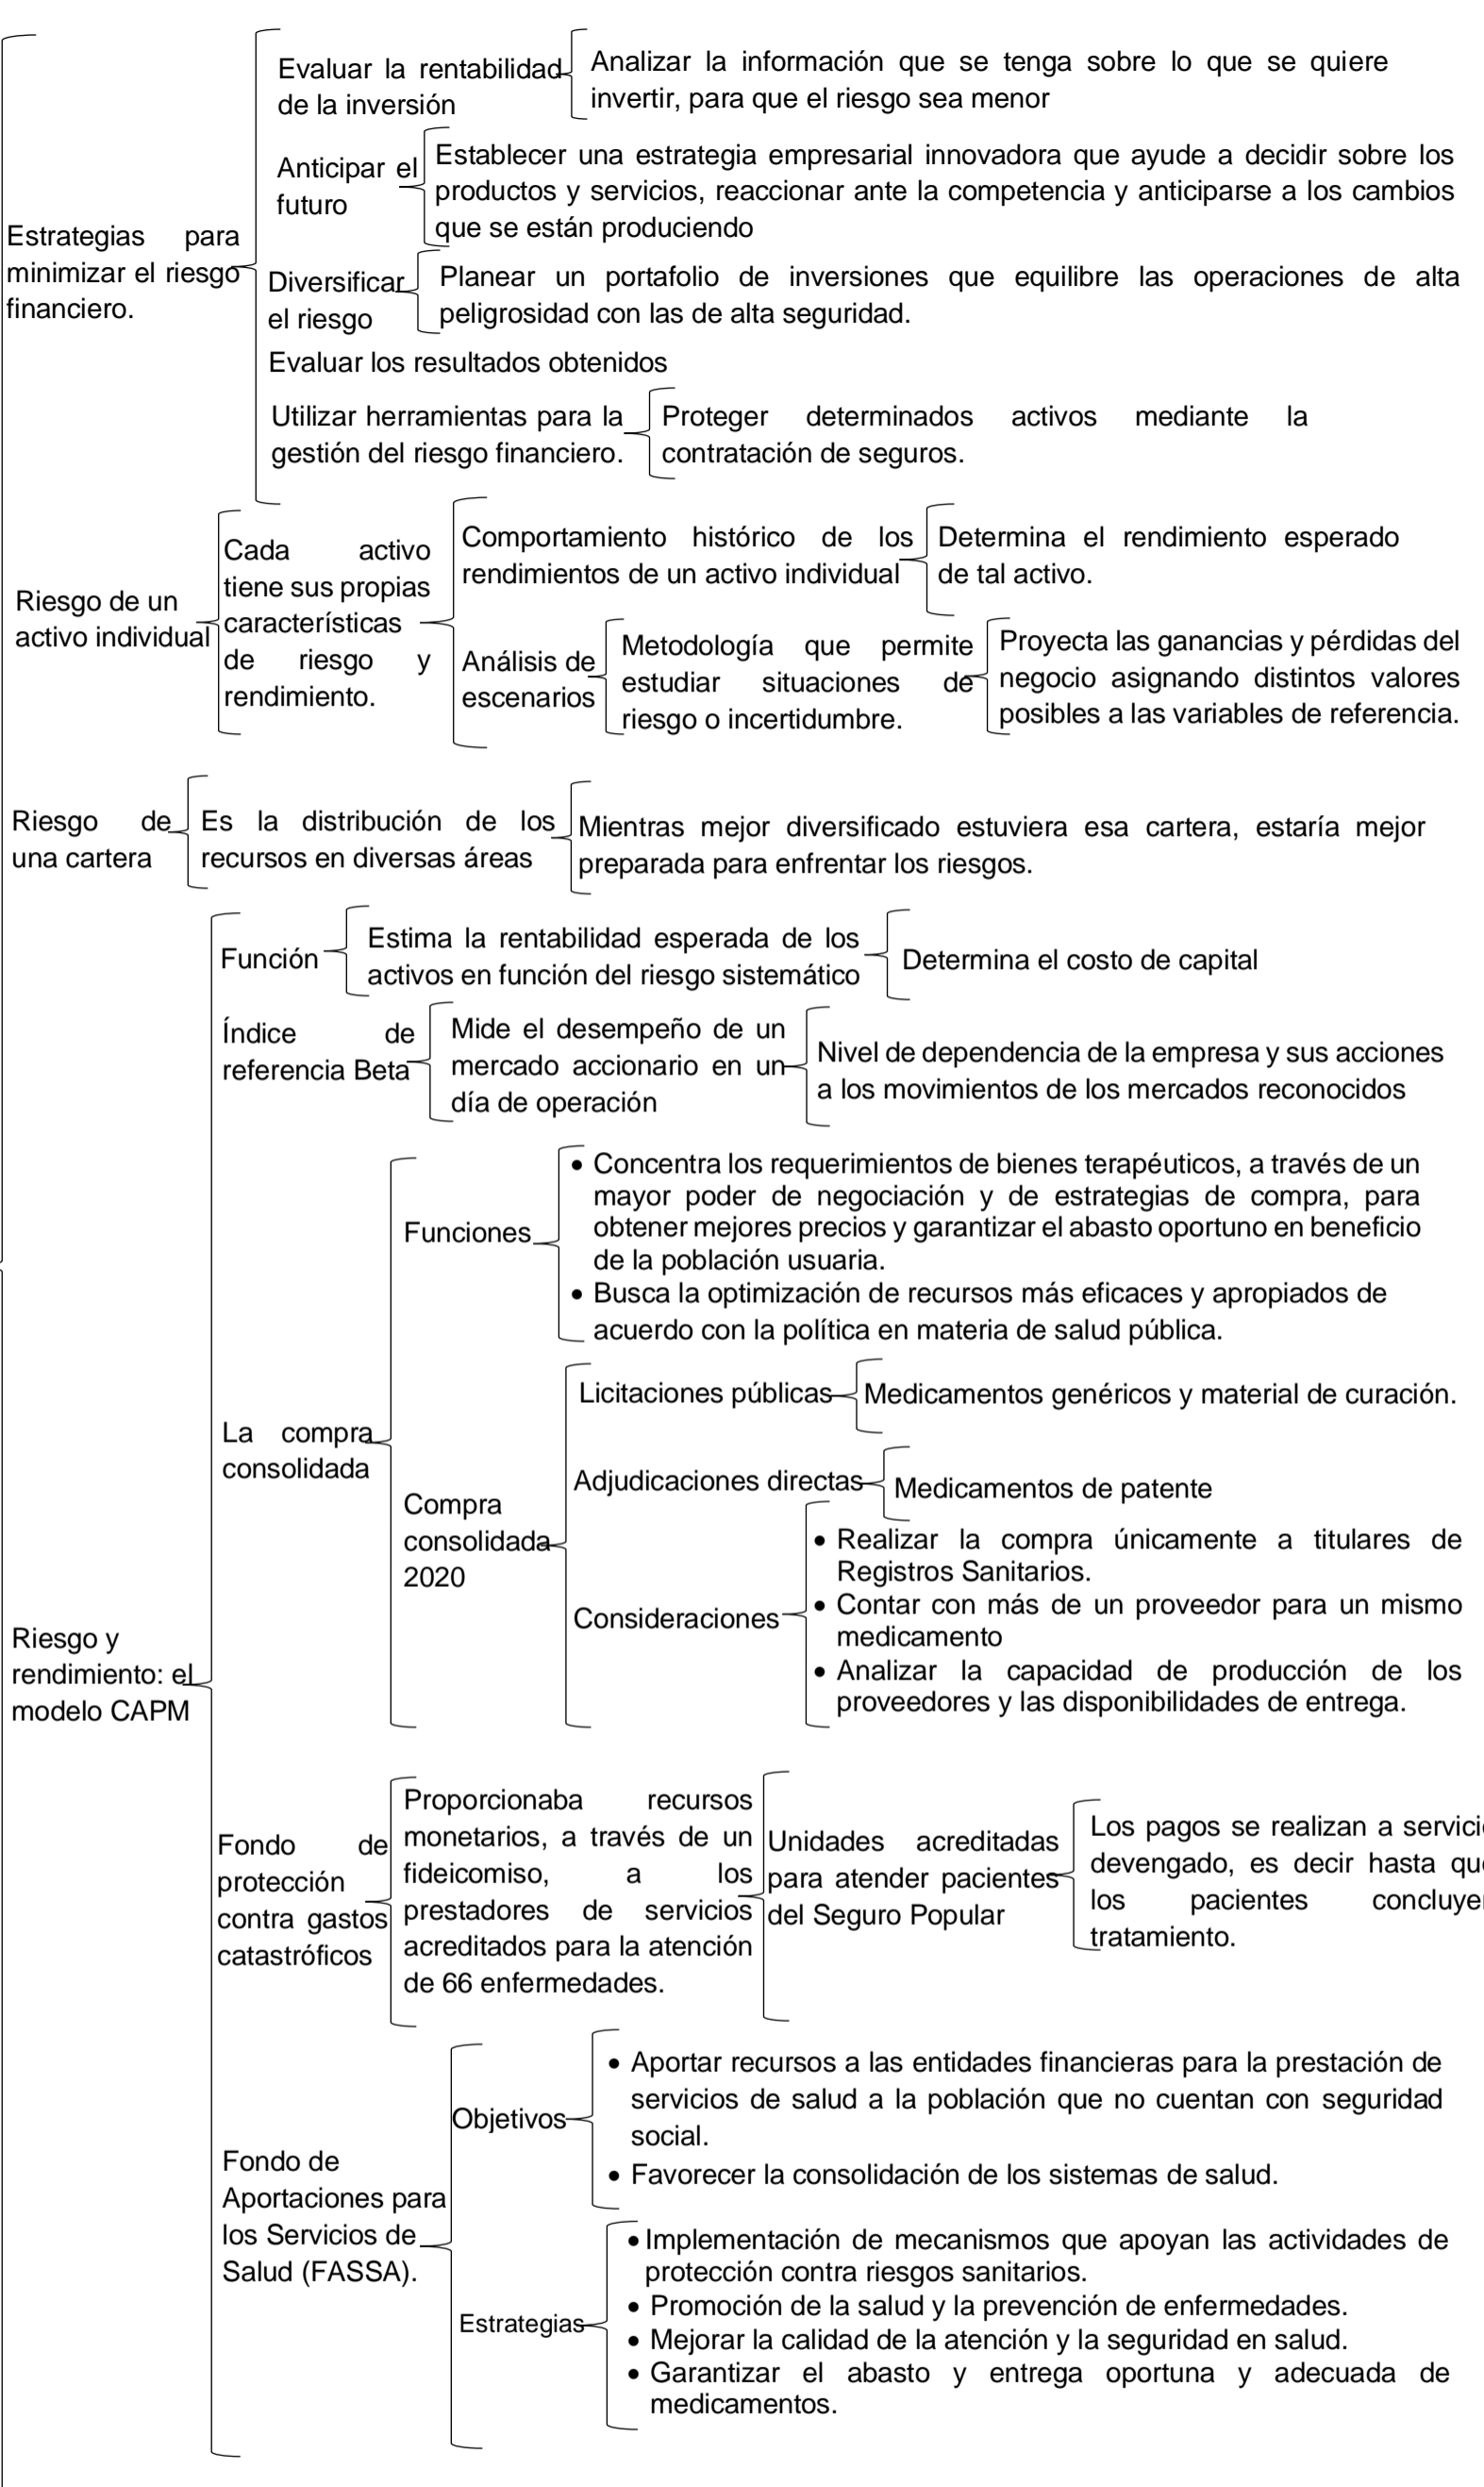 Evaluar la rentabilidad
de la inversión
Analizar la información que se tenga sobre lo que se quiere
invertir, para que el riesgo sea menor
Anticipar el
futuro
Establecer una estrategia empresarial innovadora que ayude a decidir sobre los
productos y servicios, reaccionar ante la competencia y anticiparse a los cambios
que se están produciendo
Estrategias para
minimizar el riesgo
financiero.
Diversificar
el riesgo
Planear un portafolio de inversiones que equilibre las operaciones de alta
peligrosidad con las de alta seguridad.
Evaluar los resultados obtenidos
Utilizar herramientas para la
gestión del riesgo financiero.
Proteger determinados activos mediante la
contratación de seguros.
Riesgo de un
activo individual
Cada activo
tiene sus propias
características
de riesgo y
rendimiento.
Comportamiento histórico de los
rendimientos de un activo individual
Determina el rendimiento esperado
de tal activo.
Análisis de
escenarios
Metodología que permite
estudiar situaciones de
riesgo o incertidumbre.
Proyecta las ganancias y pérdidas del
negocio asignando distintos valores
posibles a las variables de referencia.
Riesgo de
una cartera
Es la distribución de los
recursos en diversas áreas
Mientras mejor diversificado estuviera esa cartera, estaría mejor
preparada para enfrentar los riesgos.
Riesgo y
rendimiento: el
modelo CAPM
Función
Estima la rentabilidad esperada de los
activos en función del riesgo sistemático
Determina el costo de capital
Índice de
referencia Beta
Mide el desempeño de un
mercado accionario en un
día de operación
Nivel de dependencia de la empresa y sus acciones
a los movimientos de los mercados reconocidos
La compra
consolidada
Funciones
• Concentra los requerimientos de bienes terapéuticos, a través de un
mayor poder de negociación y de estrategias de compra, para
obtener mejores precios y garantizar el abasto oportuno en beneficio
de la población usuaria.
• Busca la optimización de recursos más eficaces y apropiados de
acuerdo con la política en materia de salud pública.
Compra
consolidada
2020
Licitaciones públicas
Medicamentos genéricos y material de curación.
Adjudicaciones directas
Medicamentos de patente
Consideraciones
• Realizar la compra únicamente a titulares de
Registros Sanitarios.
• Contar con más de un proveedor para un mismo
medicamento
• Analizar la capacidad de producción de los
proveedores y las disponibilidades de entrega.
Fondo de
protección
contra gastos
catastróficos
Proporcionaba recursos
monetarios, a través de un
fideicomiso, a los
prestadores de servicios
acreditados para la atención
de 66 enfermedades.
Unidades acreditadas
para atender pacientes
del Seguro Popular
Los pagos se realizan a servici
devengado, es decir hasta qu
los pacientes concluye
tratamiento.
Fondo de
Aportaciones para
los Servicios de
Salud (FASSA).
Objetivos
• Aportar recursos a las entidades financieras para la prestación de
servicios de salud a la población que no cuentan con seguridad
social.
• Favorecer la consolidación de los sistemas de salud.
Estrategias
• Implementación de mecanismos que apoyan las actividades de
protección contra riesgos sanitarios.
• Promoción de la salud y la prevención de enfermedades.
• Mejorar la calidad de la atención y la seguridad en salud.
• Garantizar el abasto y entrega oportuna y adecuada de
medicamentos.